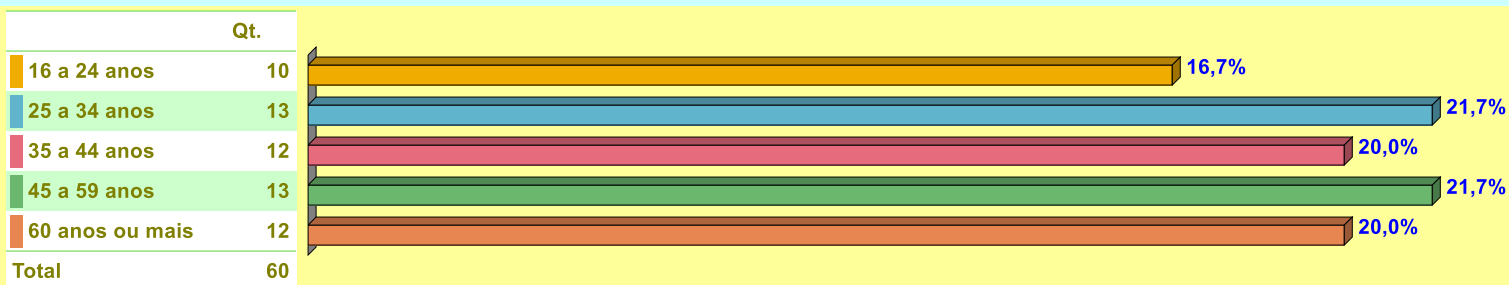 Qt.
16 a 24 anos 10 16,7%
25 a 34 anos 13 21,7%
35 a 44 anos 12 20,0%
45 a 59 anos 13 21,7%
60 anos ou mais 12 20,0%
Total 60